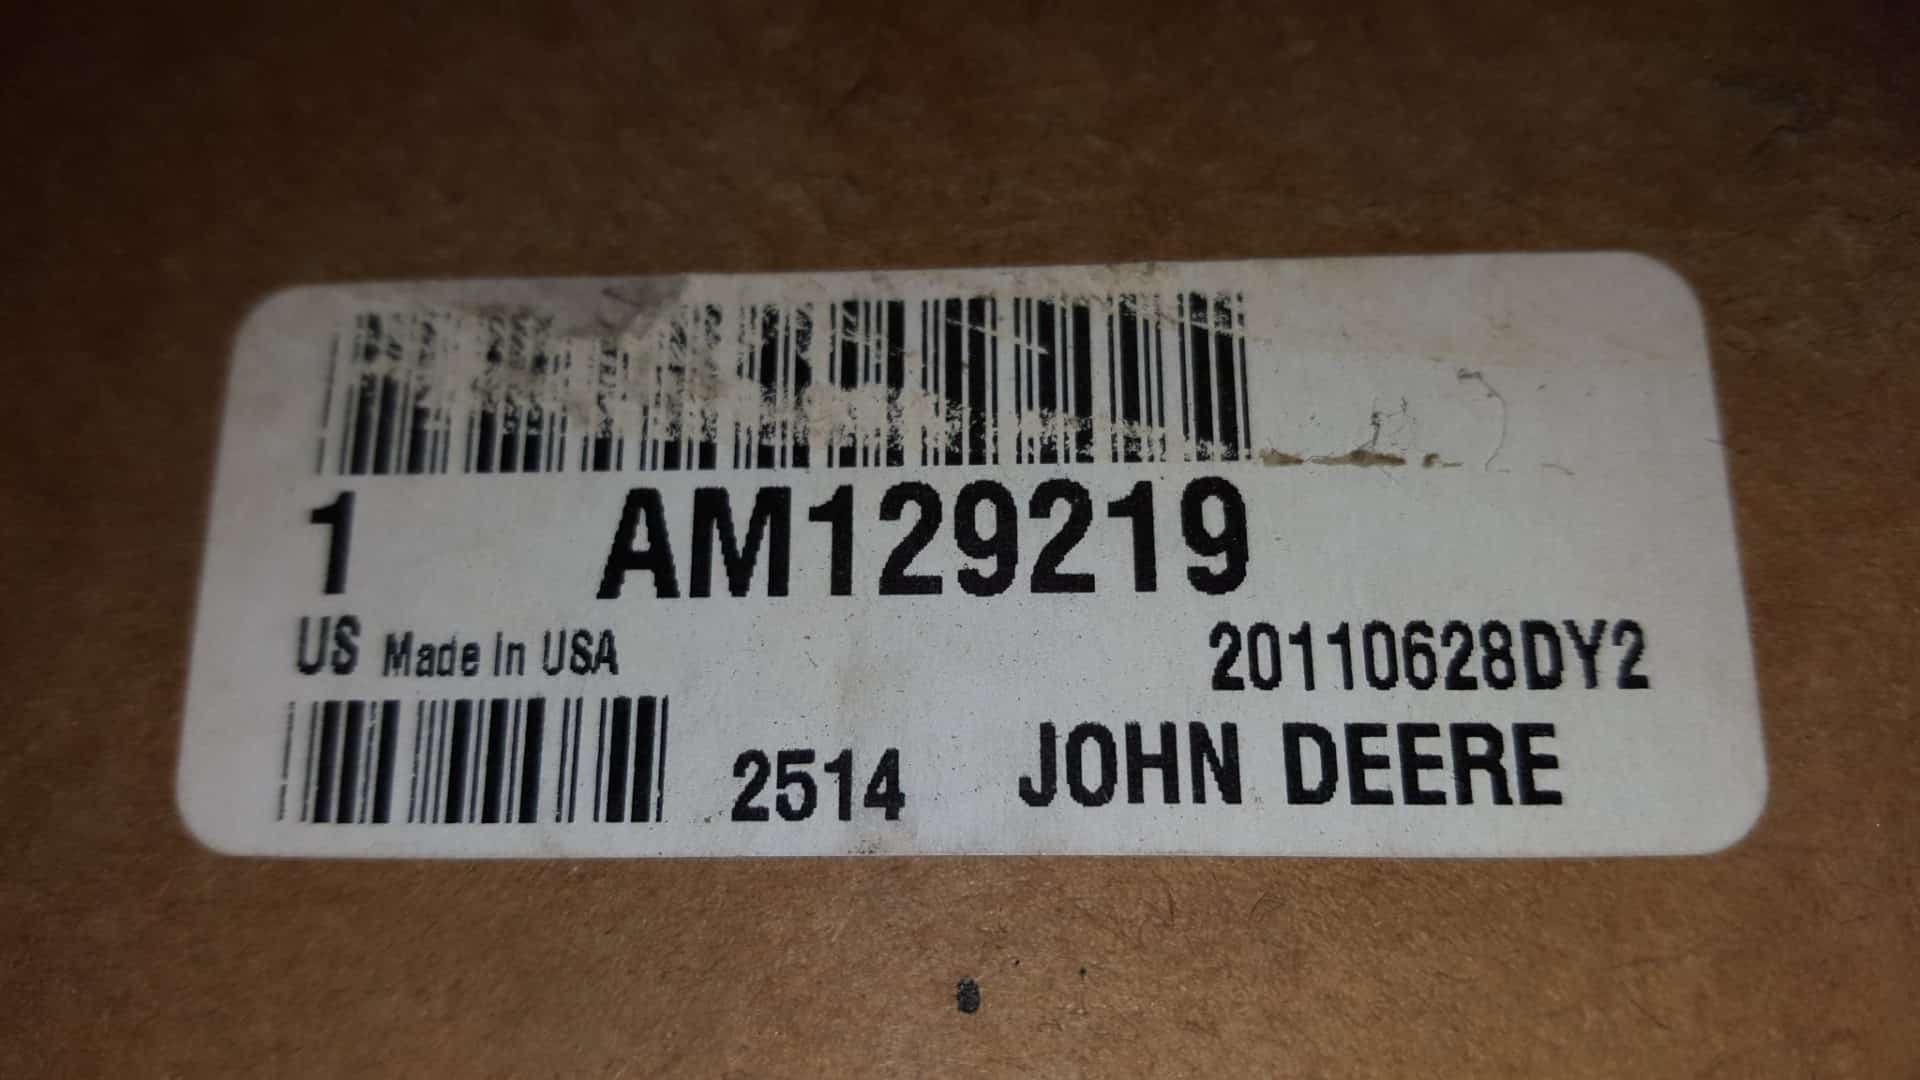 1 AM129219
US Made in USA 20110628DY2
2514 JOHN DEERE